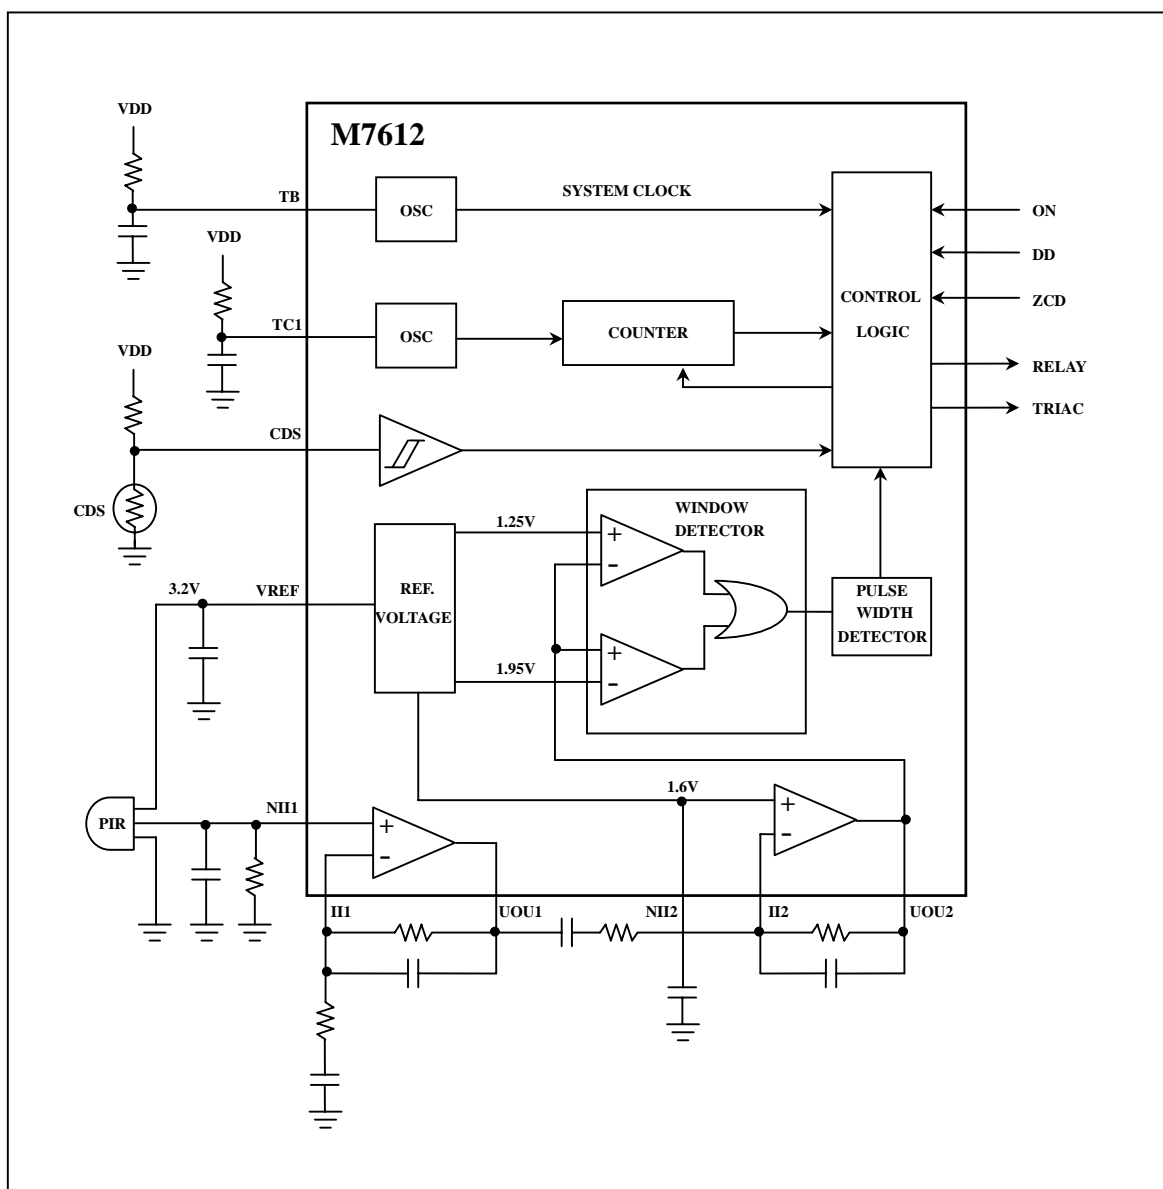 VDD
M7612
TB
OSC
SYSTEM CLOCK
ON
VDD
DD
CONTROL
LOGIC
ZCD
TC1
OSC
COUNTER
VDD
RELAY
TRIAC
CDS
CDS
WINDOW
DETECTOR
1.25V
+
-
3.2V
VREF
REF.
VOLTAGE
PULSE
WIDTH
DETECTOR
1.95V
+
-
1.6V
NII1
PIR
+
-
+
-
II1
UOU1
NII2
II2
UOU2